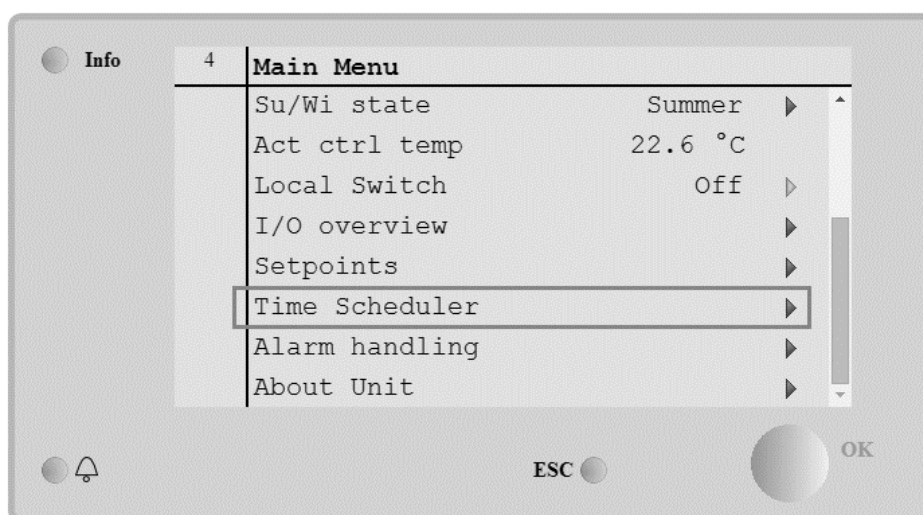 Info
4 Main Menu
Su/Wi state Summer
Act ctrl temp 22.6 °C
Local Switch Off
I/O overview
Setpoints
Time Scheduler
Alarm handling
About Unit
ESC OK